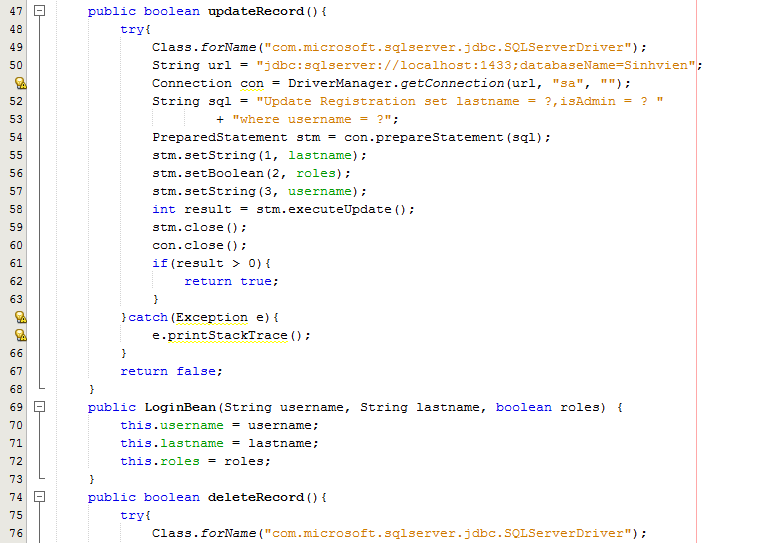 47 public boolean updateRecord(){
48 try{
49 Class.forName("com.microsoft.sqlserver.jdbc.SQLServerDriver");
50 String url = "jdbc:sqlserver://localhost:1433;databaseName=Sinhvien";
Connection con = DriverManager.getConnection(url, "sa", "");
52 String sql = "Update Registration set lastname = ?,isAdmin = ? "
53 + "where username = ?";
54 PreparedStatement stm = con.prepareStatement(sql);
55 stm.setString(1, lastname);
56 stm.setBoolean(2, roles);
57 stm.setString(3, username);
58 int result = stm.executeUpdate();
59 stm.close();
60 con.close();
61 if(result > 0){
62 return true;
63 }
}catch(Exception e){
e.printStackTrace();
66 }
67 return false;
68 }
69 public LoginBean(String username, String lastname, boolean roles) {
70 this.username = username;
71 this.lastname = lastname;
72 this.roles = roles;
73 }
74 public boolean deleteRecord(){
75 try{
76 Class.forName("com.microsoft.sqlserver.jdbc.SQLServerDriver");